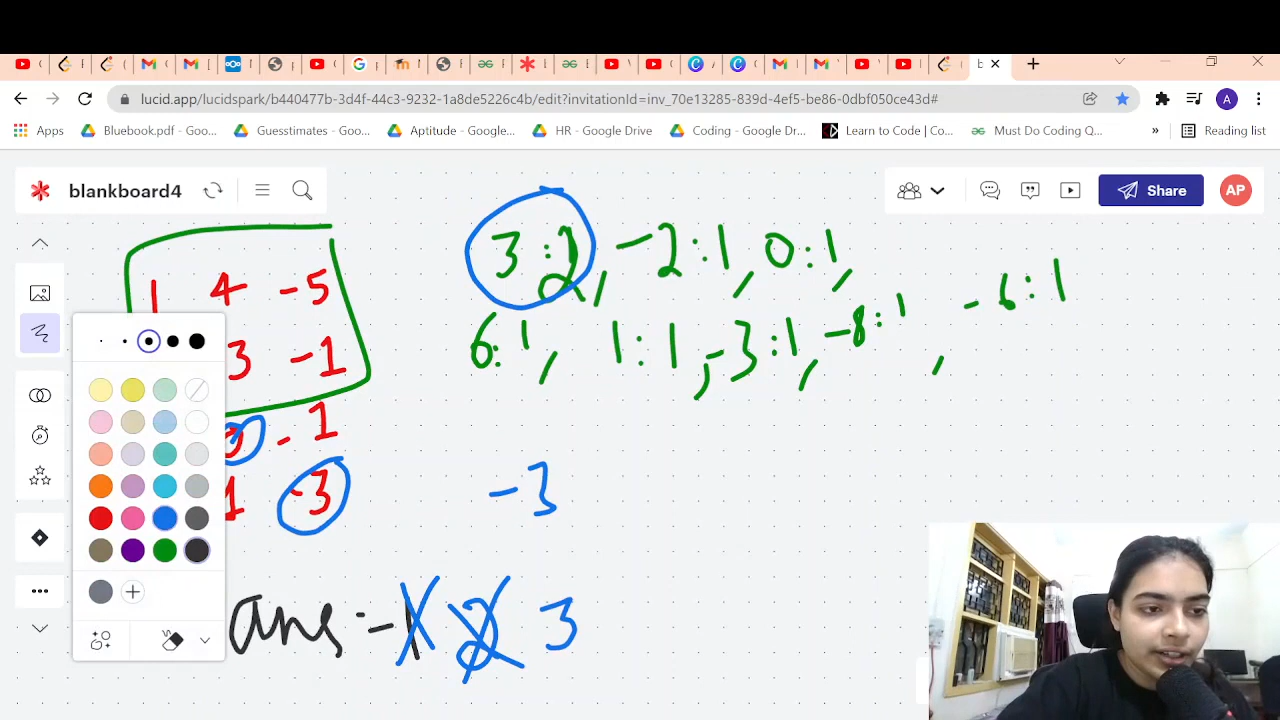 lucid.app/lucidspark/b440477b-3d4f-44c3-9232-1a8de5226c4b/edit?invitationId=inv_70e13285-839d-4ef5-be86-0dbf050ce43d#
A
Apps
Bluebook.pdf - Goo...
Guesstimates - Goo...
Aptitude - Google...
HR - Google Drive
Coding - Google Dr...
Learn to Code | Co...
Must Do Coding Q...
»
Reading list
blankboard4
Share
AP
3:2, -2:1, 0:1,
6:1, 1:1, -3:1, -8:1, -6:1
1 4 -5
3 -1
-1
1 -3
-3
ans = -1 2 3